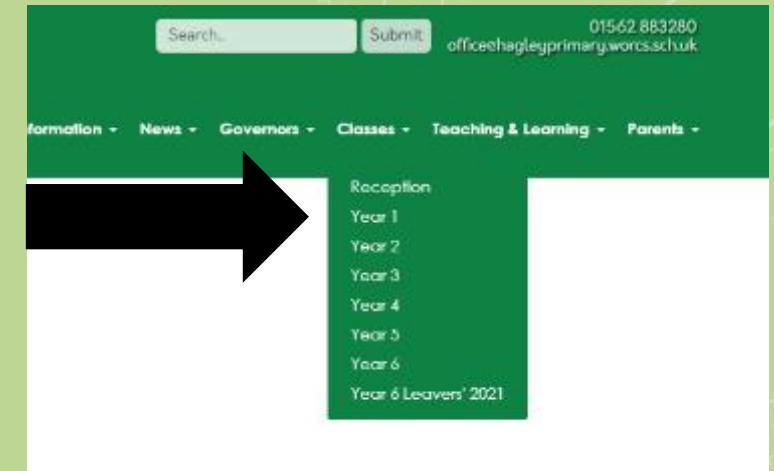 Search..
Submit
01562 883280
office@hagleyprimary.worcs.sch.uk
formation
News
Governors
Classes
Teaching & Learning
Parents
Reception
Year 1
Year 2
Year 3
Year 4
Year 5
Year 6
Year 6 Leavers' 2021